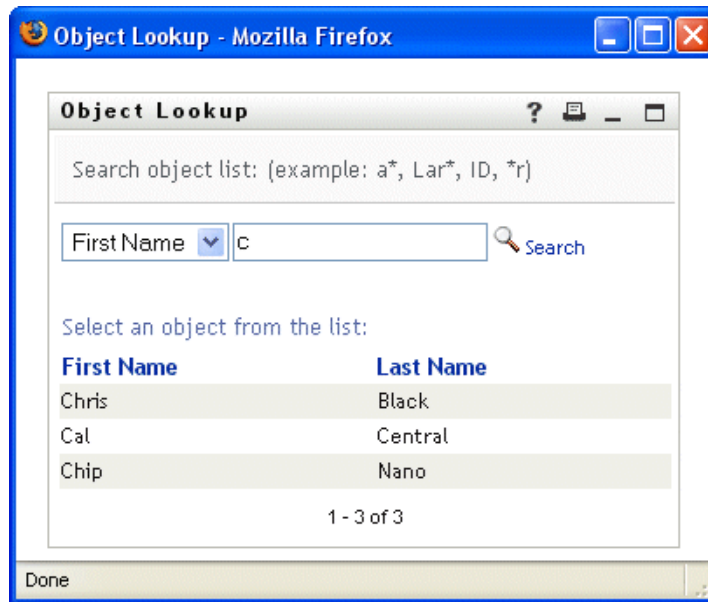 Object Lookup - Mozilla Firefox
Object Lookup ?
Search object list: (example: a*, Lar*, ID, *r)
First Name c Search
Select an object from the list:
First Name Last Name
Chris Black
Cal Central
Chip Nano
1 - 3 of 3
Done